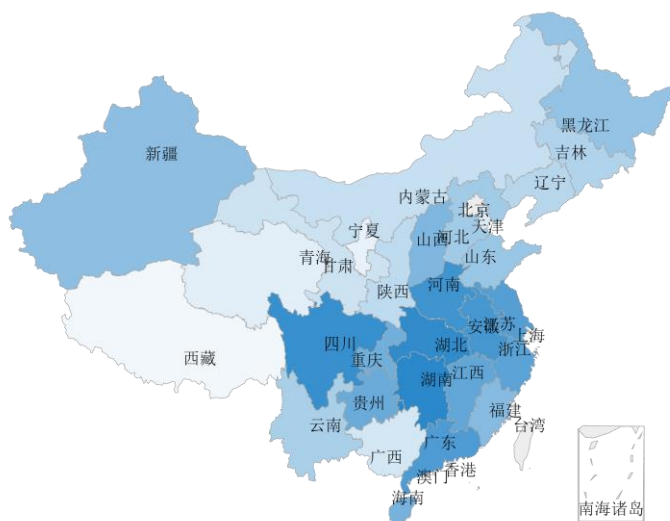 黑龙江
新疆
吉林
辽宁
内蒙古
北京
天津
宁夏
山西
河北
青海
甘肃
山东
陕西
河南
安徽
江苏
上海
四川
湖北
浙江
重庆
西藏
湖南
江西
贵州
福建
云南
台湾
广东
广西
澳门
香港
海南
南海诸岛